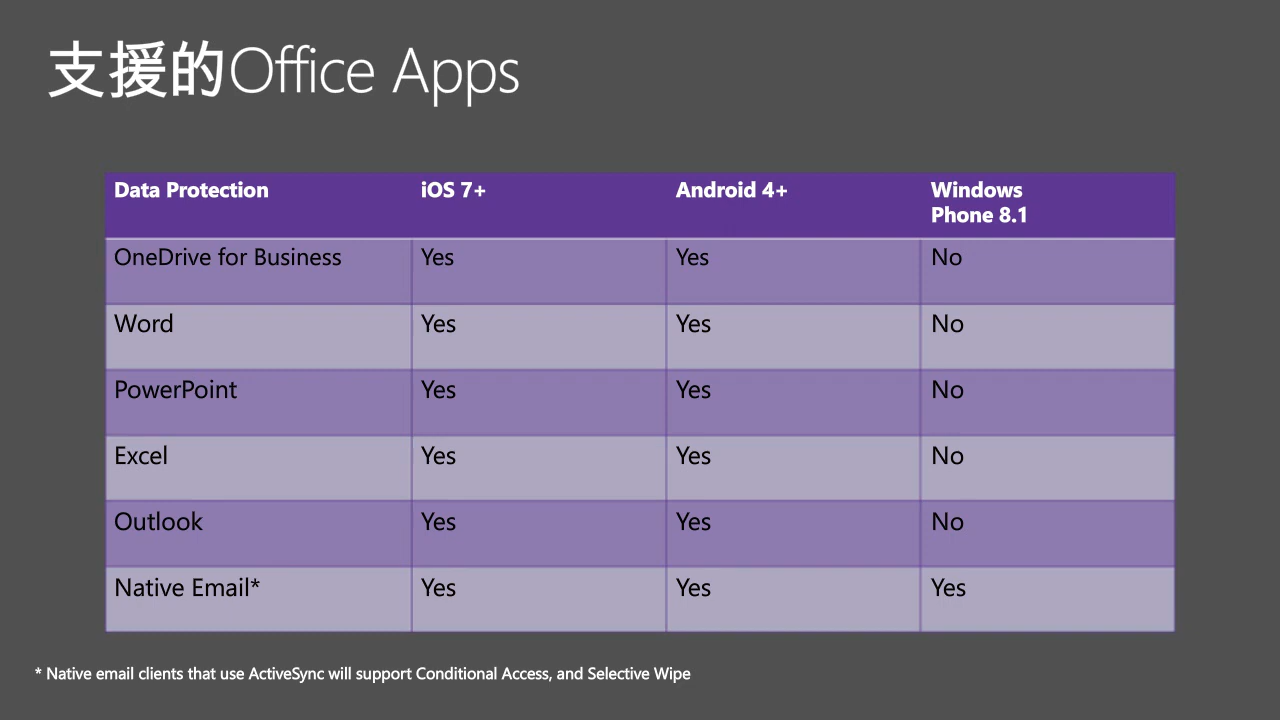 支援的Office Apps
Data Protection iOS 7+ Android 4+ Windows
Phone 8.1
OneDrive for Business Yes Yes No
Word Yes Yes No
PowerPoint Yes Yes No
Excel Yes Yes No
Outlook Yes Yes No
Native Email* Yes Yes Yes
* Native email clients that use ActiveSync will support Conditional Access, and Selective Wipe